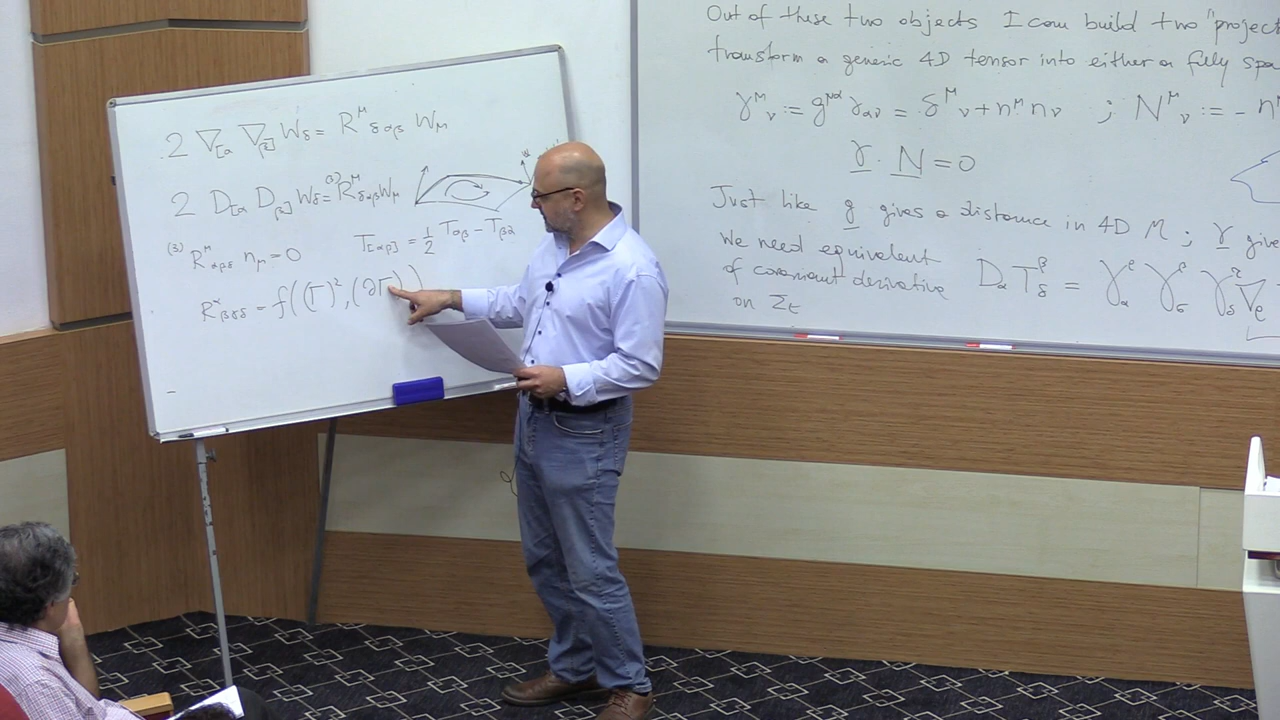 2 ∇[α ∇β] Wδ = R^μ δαβ Wμ
2 D[α Dβ] Wδ = ^(3)R^μ δαβ Wμ
^(3)R^μ αβδ nμ = 0
T[αβ] = 1/2 Tαβ - Tβα
R^α βγδ = f((Γ)^2, (∂Γ))
Out of these two objects I can build two "project
transform a generic 4D tensor into either a fully spa
γ^μ ν := g^μα γαν = δ^μ ν + n^μ nν ; N^μ ν := - n
γ · N = 0
Just like g gives a distance in 4D M ; γ give
We need equivalent
of covariant derivative
on Σt
Dα T^β δ = γ^ε α γ^β σ γ^ρ δ ∇ε